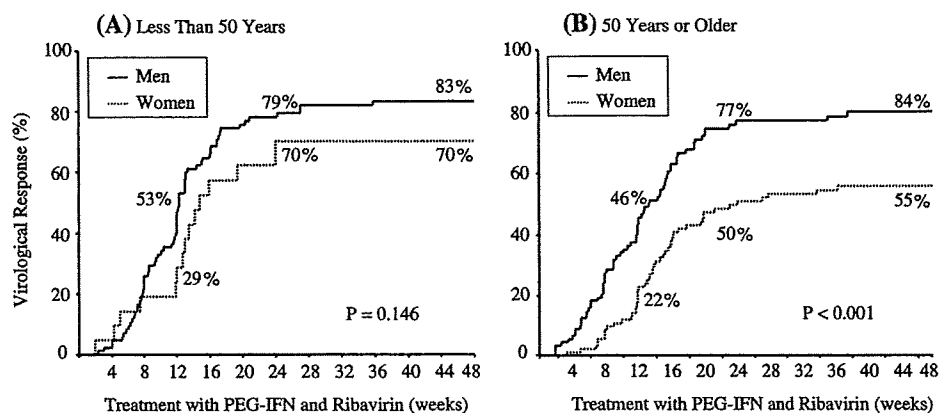 (A) Less Than 50 Years
100
80
60
40
20
0
Virological Response (%)
Men
Women
53%
79%
83%
29%
70%
70%
P = 0.146
4 8 12 16 20 24 28 32 36 40 44 48
Treatment with PEG-IFN and Ribavirin (weeks)
(B) 50 Years or Older
100
80
60
40
20
0
Men
Women
46%
77%
84%
22%
50%
55%
P < 0.001
4 8 12 16 20 24 28 32 36 40 44 48
Treatment with PEG-IFN and Ribavirin (weeks)